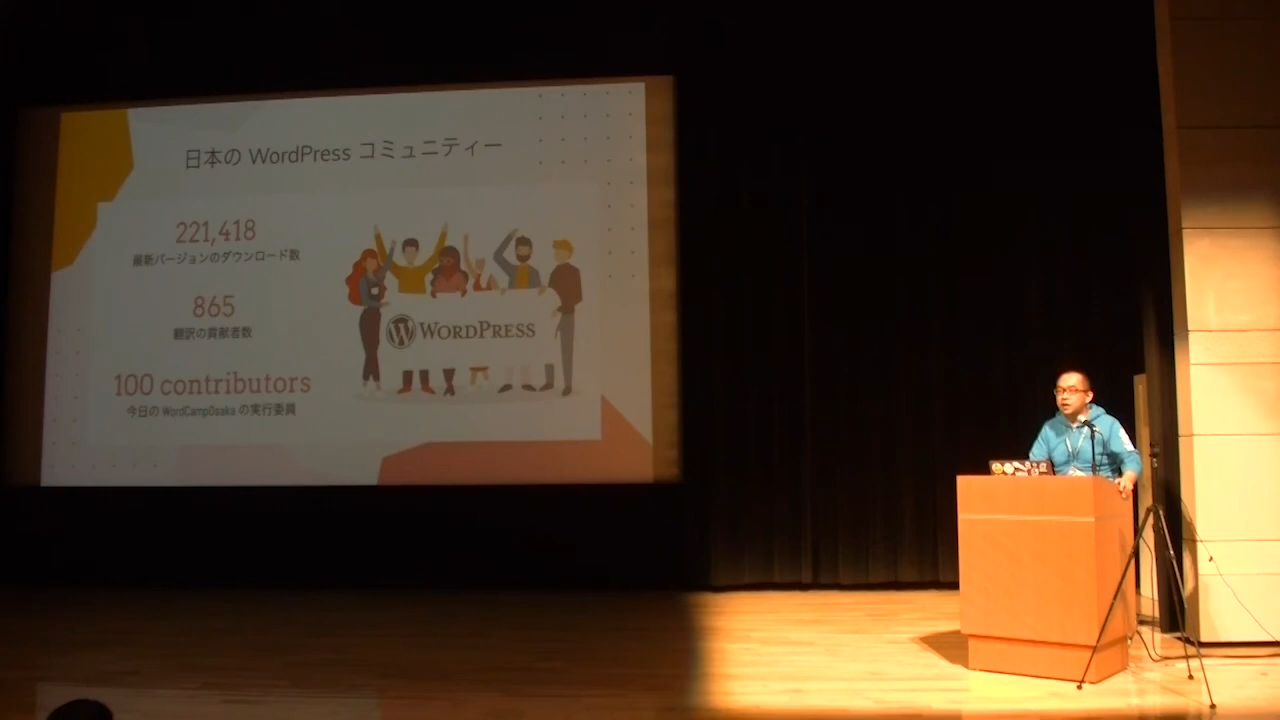 日本の WordPress コミュニティー
221,418
最新バージョンのダウンロード数
865
翻訳の貢献者数
100 contributors
今日の WordCampOsaka の実行委員
WORDPRESS